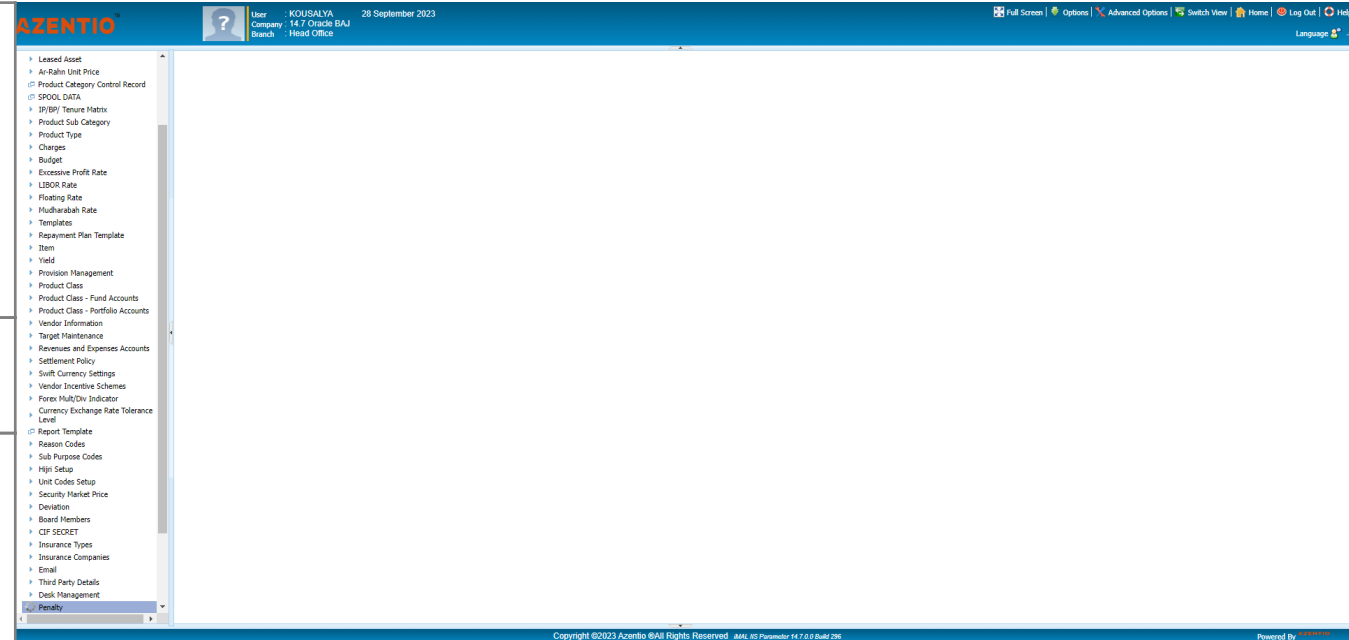 AZENTIO
User : KOUSALYA 28 September 2023
Company : 14.7 Oracle BAJ
Branch : Head Office
Full Screen | Options | Advanced Options | Switch View | Home | Log Out | Help
Language
Leased Asset
Ar-Rahn Unit Price
Product Category Control Record
SPOOL DATA
IP/BP/ Tenure Matrix
Product Sub Category
Product Type
Charges
Budget
Excessive Profit Rate
LIBOR Rate
Floating Rate
Mudharabah Rate
Templates
Repayment Plan Template
Item
Yield
Provision Management
Product Class
Product Class - Fund Accounts
Product Class - Portfolio Accounts
Vendor Information
Target Maintenance
Revenues and Expenses Accounts
Settlement Policy
Swift Currency Settings
Vendor Incentive Schemes
Forex Mult/Div Indicator
Currency Exchange Rate Tolerance
Level
Report Template
Reason Codes
Sub Purpose Codes
Hijri Setup
Unit Codes Setup
Security Market Price
Deviation
Board Members
CIF SECRET
Insurance Types
Insurance Companies
Email
Third Party Details
Desk Management
Penalty
Copyright ©2023 Azentio ®All Rights Reserved IMAL IIS Parameter 14.7.0.0 Build 296
Powered By AZENTIO